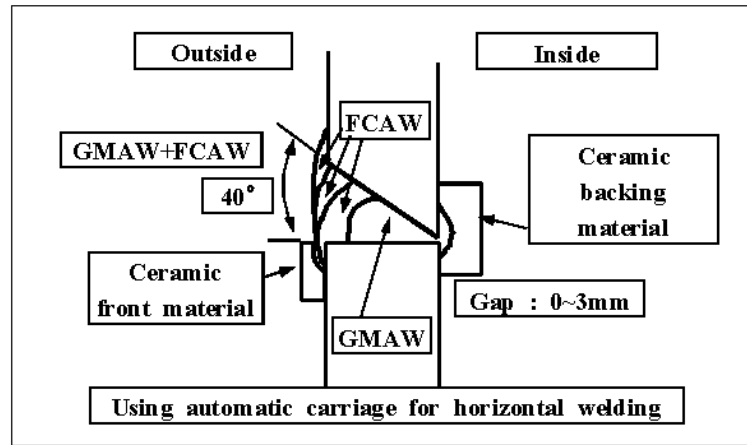 Outside
Inside
FCAW
GMAW+FCAW
40°
Ceramic
backing
material
Ceramic
front material
Gap : 0~3mm
GMAW
Using automatic carriage for horizontal welding